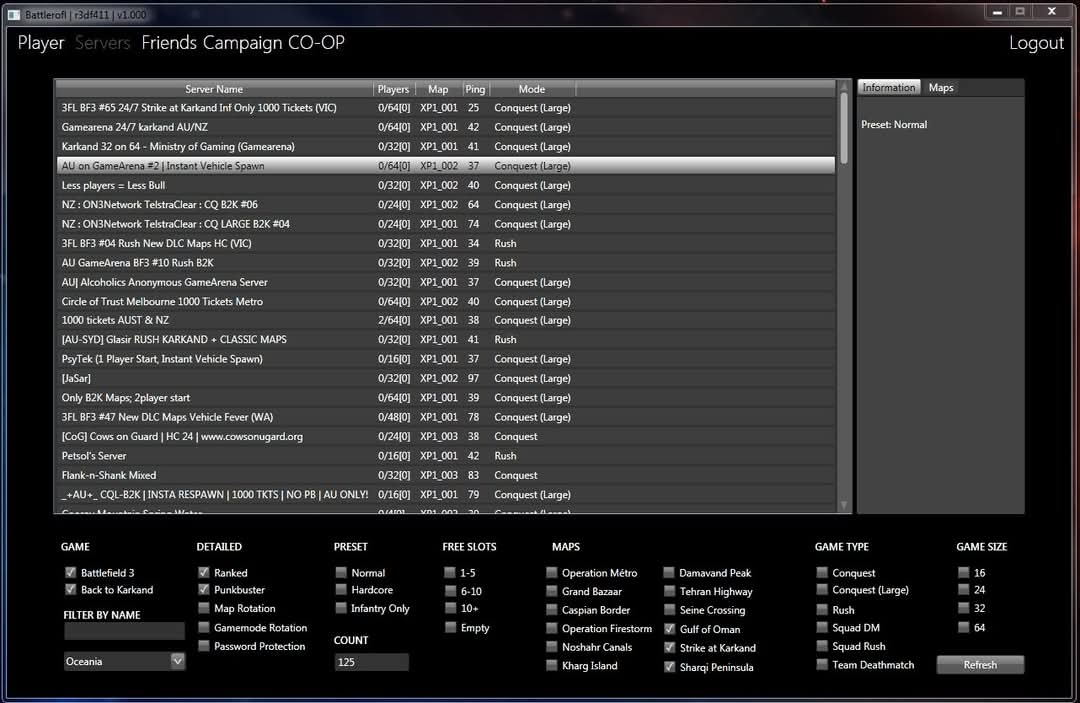 Battlerofl | r3df411 | v1.000
Player Servers Friends Campaign CO-OP Logout
Server Name Players Map Ping Mode
3FL BF3 #65 24/7 Strike at Karkand Inf Only 1000 Tickets (VIC) 0/64[0] XP1_001 25 Conquest (Large)
Gamearena 24/7 karkand AU/NZ 0/64[0] XP1_001 42 Conquest (Large)
Karkand 32 on 64 - Ministry of Gaming (Gamearena) 0/32[0] XP1_001 41 Conquest (Large)
AU on GameArena #2 | Instant Vehicle Spawn 0/64[0] XP1_002 37 Conquest (Large)
Less players = Less Bull 0/32[0] XP1_002 40 Conquest (Large)
NZ : ON3Network TelstraClear : CQ B2K #06 0/24[0] XP1_002 64 Conquest (Large)
NZ : ON3Network TelstraClear : CQ LARGE B2K #04 0/24[0] XP1_001 74 Conquest (Large)
3FL BF3 #04 Rush New DLC Maps HC (VIC) 0/32[0] XP1_001 34 Rush
AU GameArena BF3 #10 Rush B2K 0/32[0] XP1_002 39 Rush
AU| Alcoholics Anonymous GameArena Server 0/32[0] XP1_001 37 Conquest (Large)
Circle of Trust Melbourne 1000 Tickets Metro 0/64[0] XP1_002 40 Conquest (Large)
1000 tickets AUST & NZ 2/64[0] XP1_001 38 Conquest (Large)
[AU-SYD] Glasir RUSH KARKAND + CLASSIC MAPS 0/32[0] XP1_001 41 Rush
PsyTek (1 Player Start, Instant Vehicle Spawn) 0/16[0] XP1_001 37 Conquest (Large)
[JaSar] 0/32[0] XP1_002 97 Conquest (Large)
Only B2K Maps; 2player start 0/64[0] XP1_001 39 Conquest (Large)
3FL BF3 #47 New DLC Maps Vehicle Fever (WA) 0/48[0] XP1_001 78 Conquest (Large)
[CoG] Cows on Guard | HC 24 | www.cowsonugard.org 0/24[0] XP1_003 38 Conquest
Petsol's Server 0/16[0] XP1_001 42 Rush
Flank-n-Shank Mixed 0/32[0] XP1_003 83 Conquest
_+AU+_ CQL-B2K | INSTA RESPAWN | 1000 TKTS | NO PB | AU ONLY! 0/16[0] XP1_001 79 Conquest (Large)
Information Maps
Preset: Normal
GAME
Battlefield 3
Back to Karkand
FILTER BY NAME
Oceania
DETAILED
Ranked
Punkbuster
Map Rotation
Gamemode Rotation
Password Protection
PRESET
Normal
Hardcore
Infantry Only
COUNT
125
FREE SLOTS
1-5
6-10
10+
Empty
MAPS
Operation Métro
Grand Bazaar
Caspian Border
Operation Firestorm
Noshahr Canals
Kharg Island
Damavand Peak
Tehran Highway
Seine Crossing
Gulf of Oman
Strike at Karkand
Sharqi Peninsula
GAME TYPE
Conquest
Conquest (Large)
Rush
Squad DM
Squad Rush
Team Deathmatch
GAME SIZE
16
24
32
64
Refresh